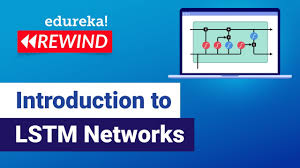 edureka!
REWIND
Introduction to
LSTM Networks